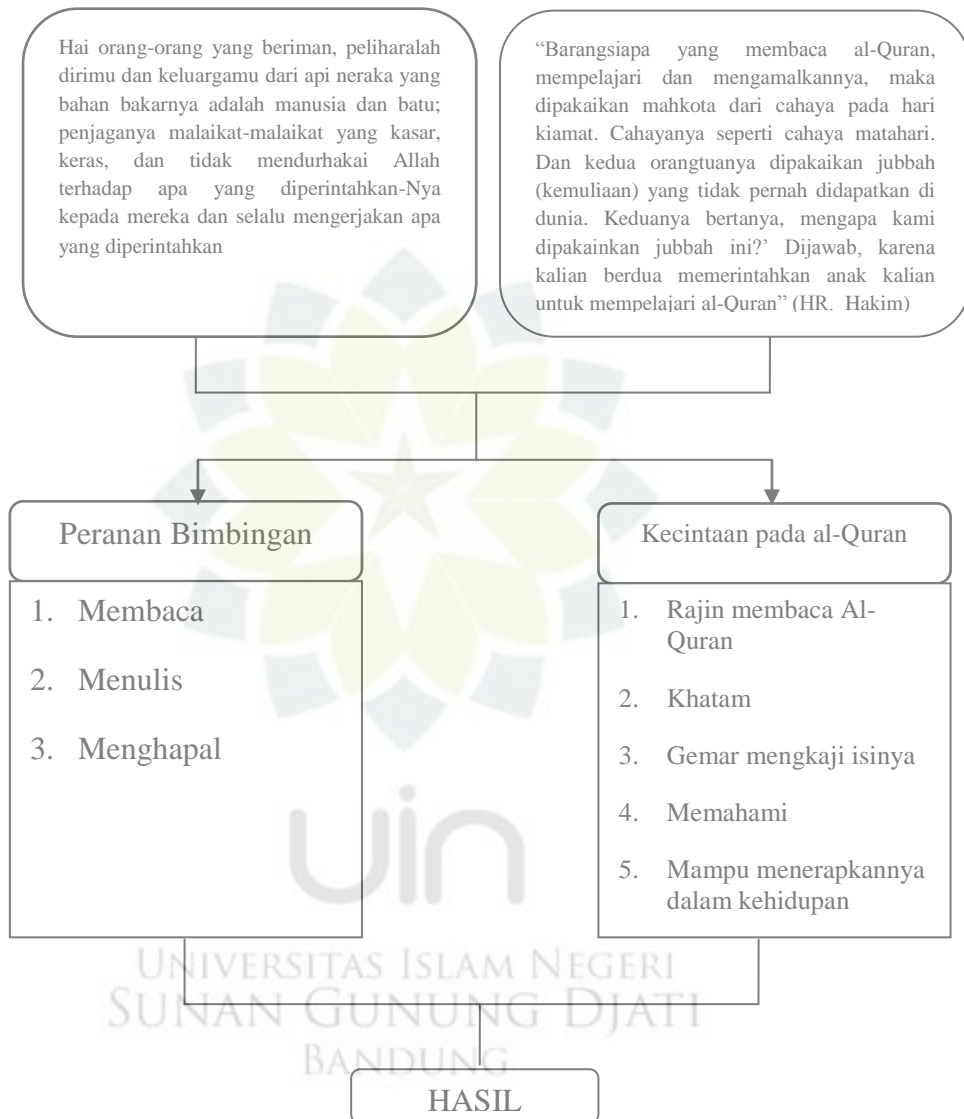 Hai orang-orang yang beriman, peliharalah
dirimu dan keluargamu dari api neraka yang
bahan bakarnya adalah manusia dan batu;
penjaganya malaikat-malaikat yang kasar,
keras, dan tidak mendurhakai Allah
terhadap apa yang diperintahkan-Nya
kepada mereka dan selalu mengerjakan apa
yang diperintahkan
“Barangsiapa yang membaca al-Quran,
mempelajari dan mengamalkannya, maka
dipakaikan mahkota dari cahaya pada hari
kiamat. Cahayanya seperti cahaya matahari.
Dan kedua orangtuanya dipakaikan jubbah
(kemuliaan) yang tidak pernah didapatkan di
dunia. Keduanya bertanya, mengapa kami
dipakainkan jubbah ini?’ Dijawab, karena
kalian berdua memerintahkan anak kalian
untuk mempelajari al-Quran” (HR. Hakim)
Peranan Bimbingan
1. Membaca
2. Menulis
3. Menghapal
Kecintaan pada al-Quran
1. Rajin membaca Al-
Quran
2. Khatam
3. Gemar mengkaji isinya
4. Memahami
5. Mampu menerapkannya
dalam kehidupan
uin
UNIVERSITAS ISLAM NEGERI
SUNAN GUNUNG DJATI
BANDUNG
HASIL